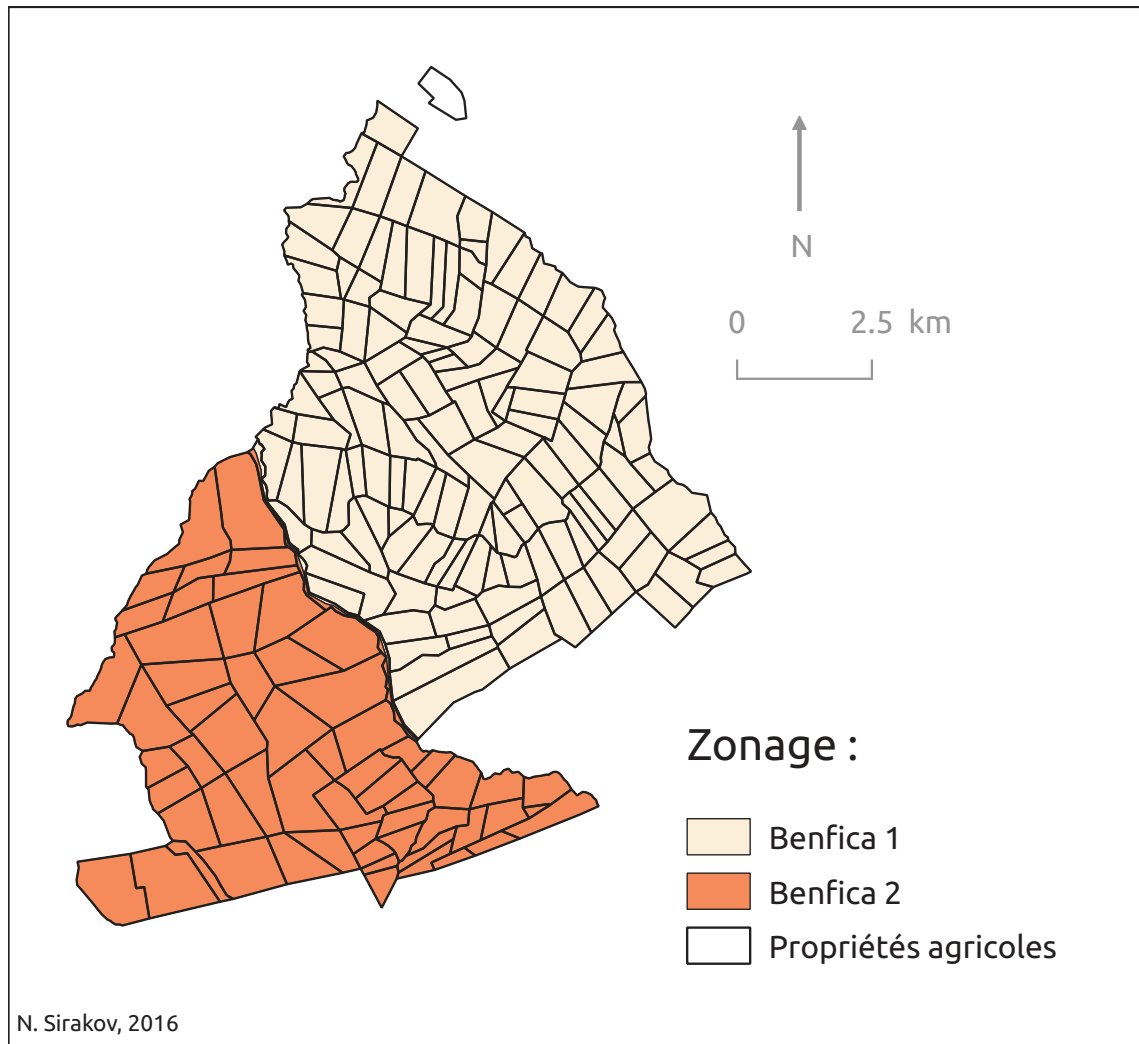 N
0 2.5 km
Zonage :
Benfica 1
Benfica 2
Propriétés agricoles
N. Sirakov, 2016